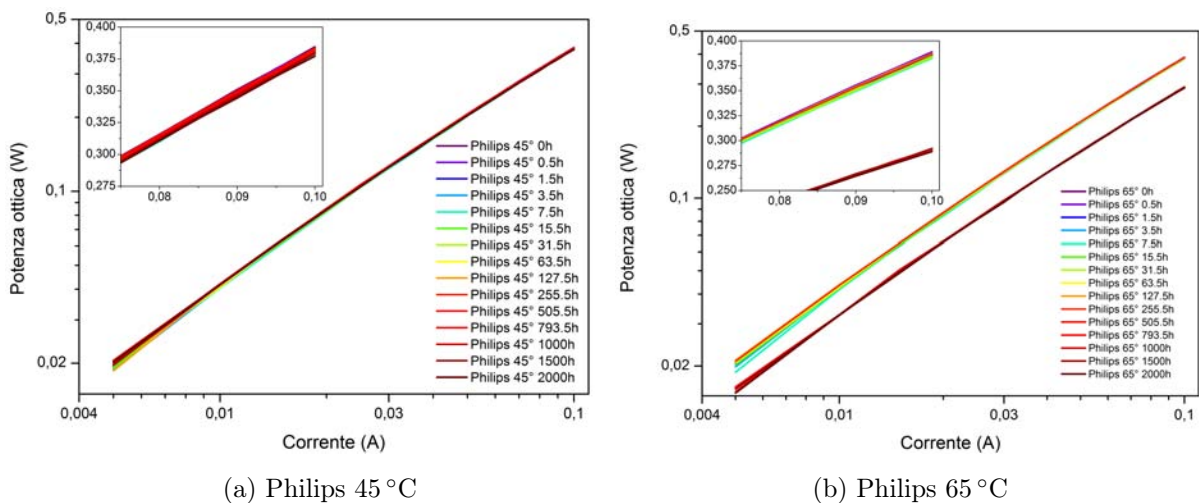 0,5
0,400
0,375
0,350
0,325
0,300
0,275
0,08
0,09
0,10
Potenza ottica (W)
0,1
0,02
0,004
0,01
0,03
0,1
Corrente (A)
Philips 45° 0h
Philips 45° 0.5h
Philips 45° 1.5h
Philips 45° 3.5h
Philips 45° 7.5h
Philips 45° 15.5h
Philips 45° 31.5h
Philips 45° 63.5h
Philips 45° 127.5h
Philips 45° 255.5h
Philips 45° 505.5h
Philips 45° 793.5h
Philips 45° 1000h
Philips 45° 1500h
Philips 45° 2000h
(a) Philips 45 °C
0,5
0,400
0,375
0,350
0,325
0,300
0,275
0,250
0,08
0,09
0,10
Potenza ottica (W)
0,1
0,02
0,004
0,01
0,03
0,1
Corrente (A)
Philips 65° 0h
Philips 65° 0.5h
Philips 65° 1.5h
Philips 65° 3.5h
Philips 65° 7.5h
Philips 65° 15.5h
Philips 65° 31.5h
Philips 65° 63.5h
Philips 65° 127.5h
Philips 65° 255.5h
Philips 65° 505.5h
Philips 65° 793.5h
Philips 65° 1000h
Philips 65° 1500h
Philips 65° 2000h
(b) Philips 65 °C